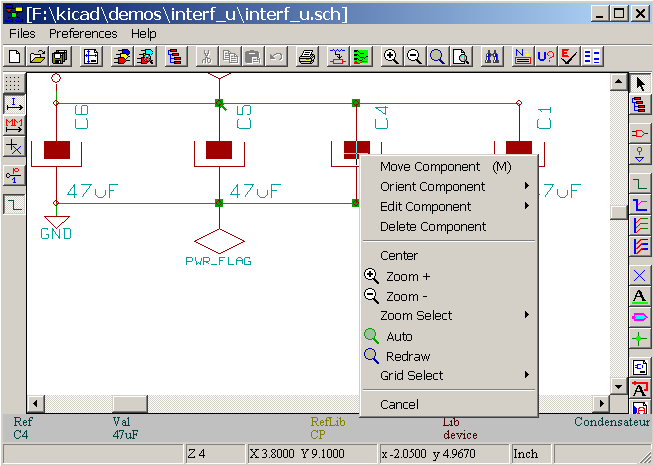 [F:\kicad\demos\interf_u\interf_u.sch]
Files Preferences Help
C6 C5 C4 C1
47uF 47uF 47uF
GND
PWR_FLAG
Move Component (M)
Orient Component
Edit Component
Delete Component
Center
Zoom +
Zoom -
Zoom Select
Auto
Redraw
Grid Select
Cancel
Ref Val RefLib Lib Condensateur
C4 47uF CP device
Z 4 X 3.8000 Y 9.1000 x -2.0500 y 4.9670 Inch